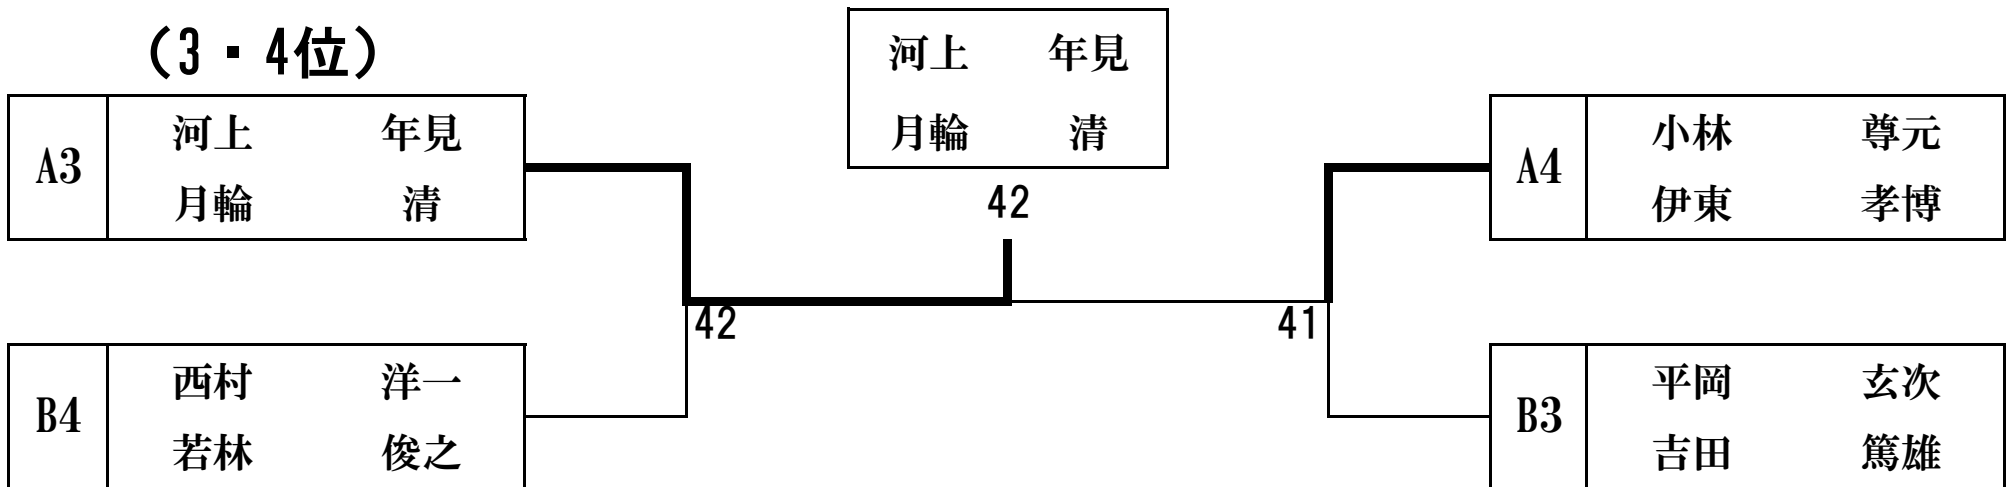 (3・4位)
河上 年見
月輪 清
42
A3
河上 年見
月輪 清
A4
小林 尊元
伊東 孝博
42
41
B4
西村 洋一
若林 俊之
B3
平岡 玄次
吉田 篤雄